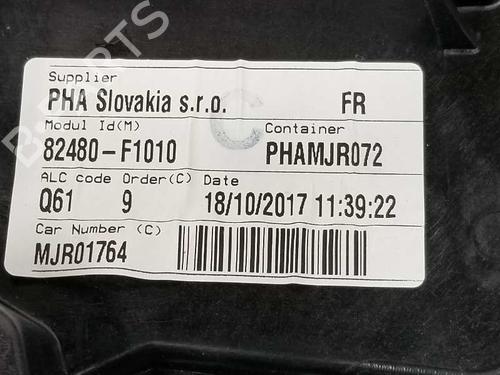 Supplier
PHA Slovakia s.r.o. FR
Modul Id(M) Container
82480-F1010 PHAMJR072
ALC code Order(C) Date
Q61 9 18/10/2017 11:39:22
Car Number (C)
MJR01764
C
B-PARTS